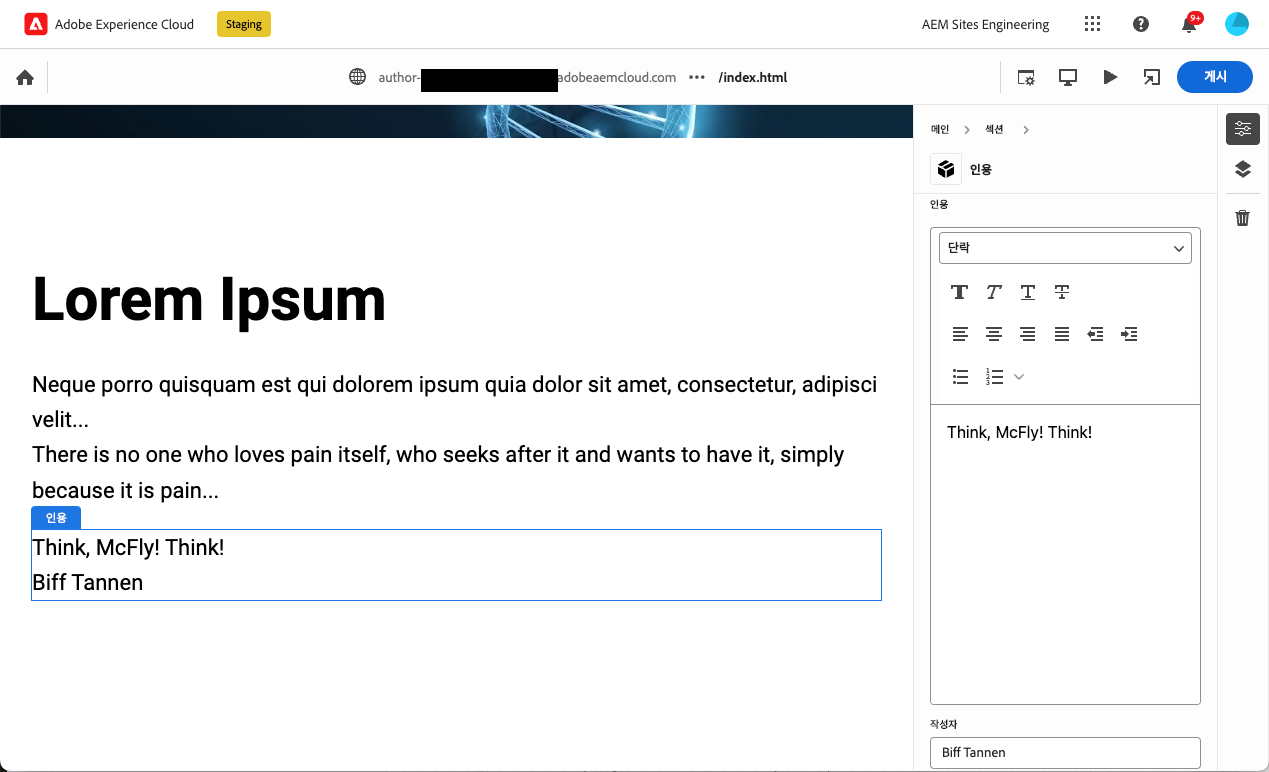 Adobe Experience Cloud
Staging
AEM Sites Engineering
9+
author-
adobeaemcloud.com
/index.html
게시
메인
섹션
인용
인용
단락
Think, McFly! Think!
작성자
Biff Tannen
Lorem Ipsum
Neque porro quisquam est qui dolorem ipsum quia dolor sit amet, consectetur, adipisci
velit...
There is no one who loves pain itself, who seeks after it and wants to have it, simply
because it is pain...
인용
Think, McFly! Think!
Biff Tannen